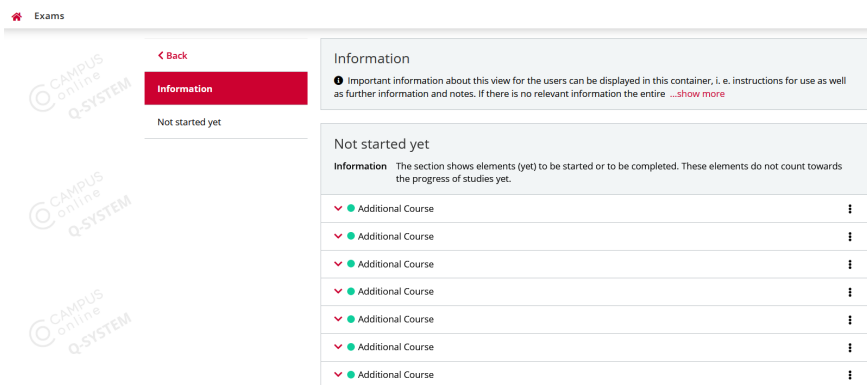 Exams
CAMPUS
online
Q-SYSTEM
CAMPUS
online
Q-SYSTEM
CAMPUS
online
Q-SYSTEM
Back
Information
Not started yet
Information
Important information about this view for the users can be displayed in this container, i. e. instructions for use as well
as further information and notes. If there is no relevant information the entire ...show more
Not started yet
Information The section shows elements (yet) to be started or to be completed. These elements do not count towards
the progress of studies yet.
Additional Course
Additional Course
Additional Course
Additional Course
Additional Course
Additional Course
Additional Course